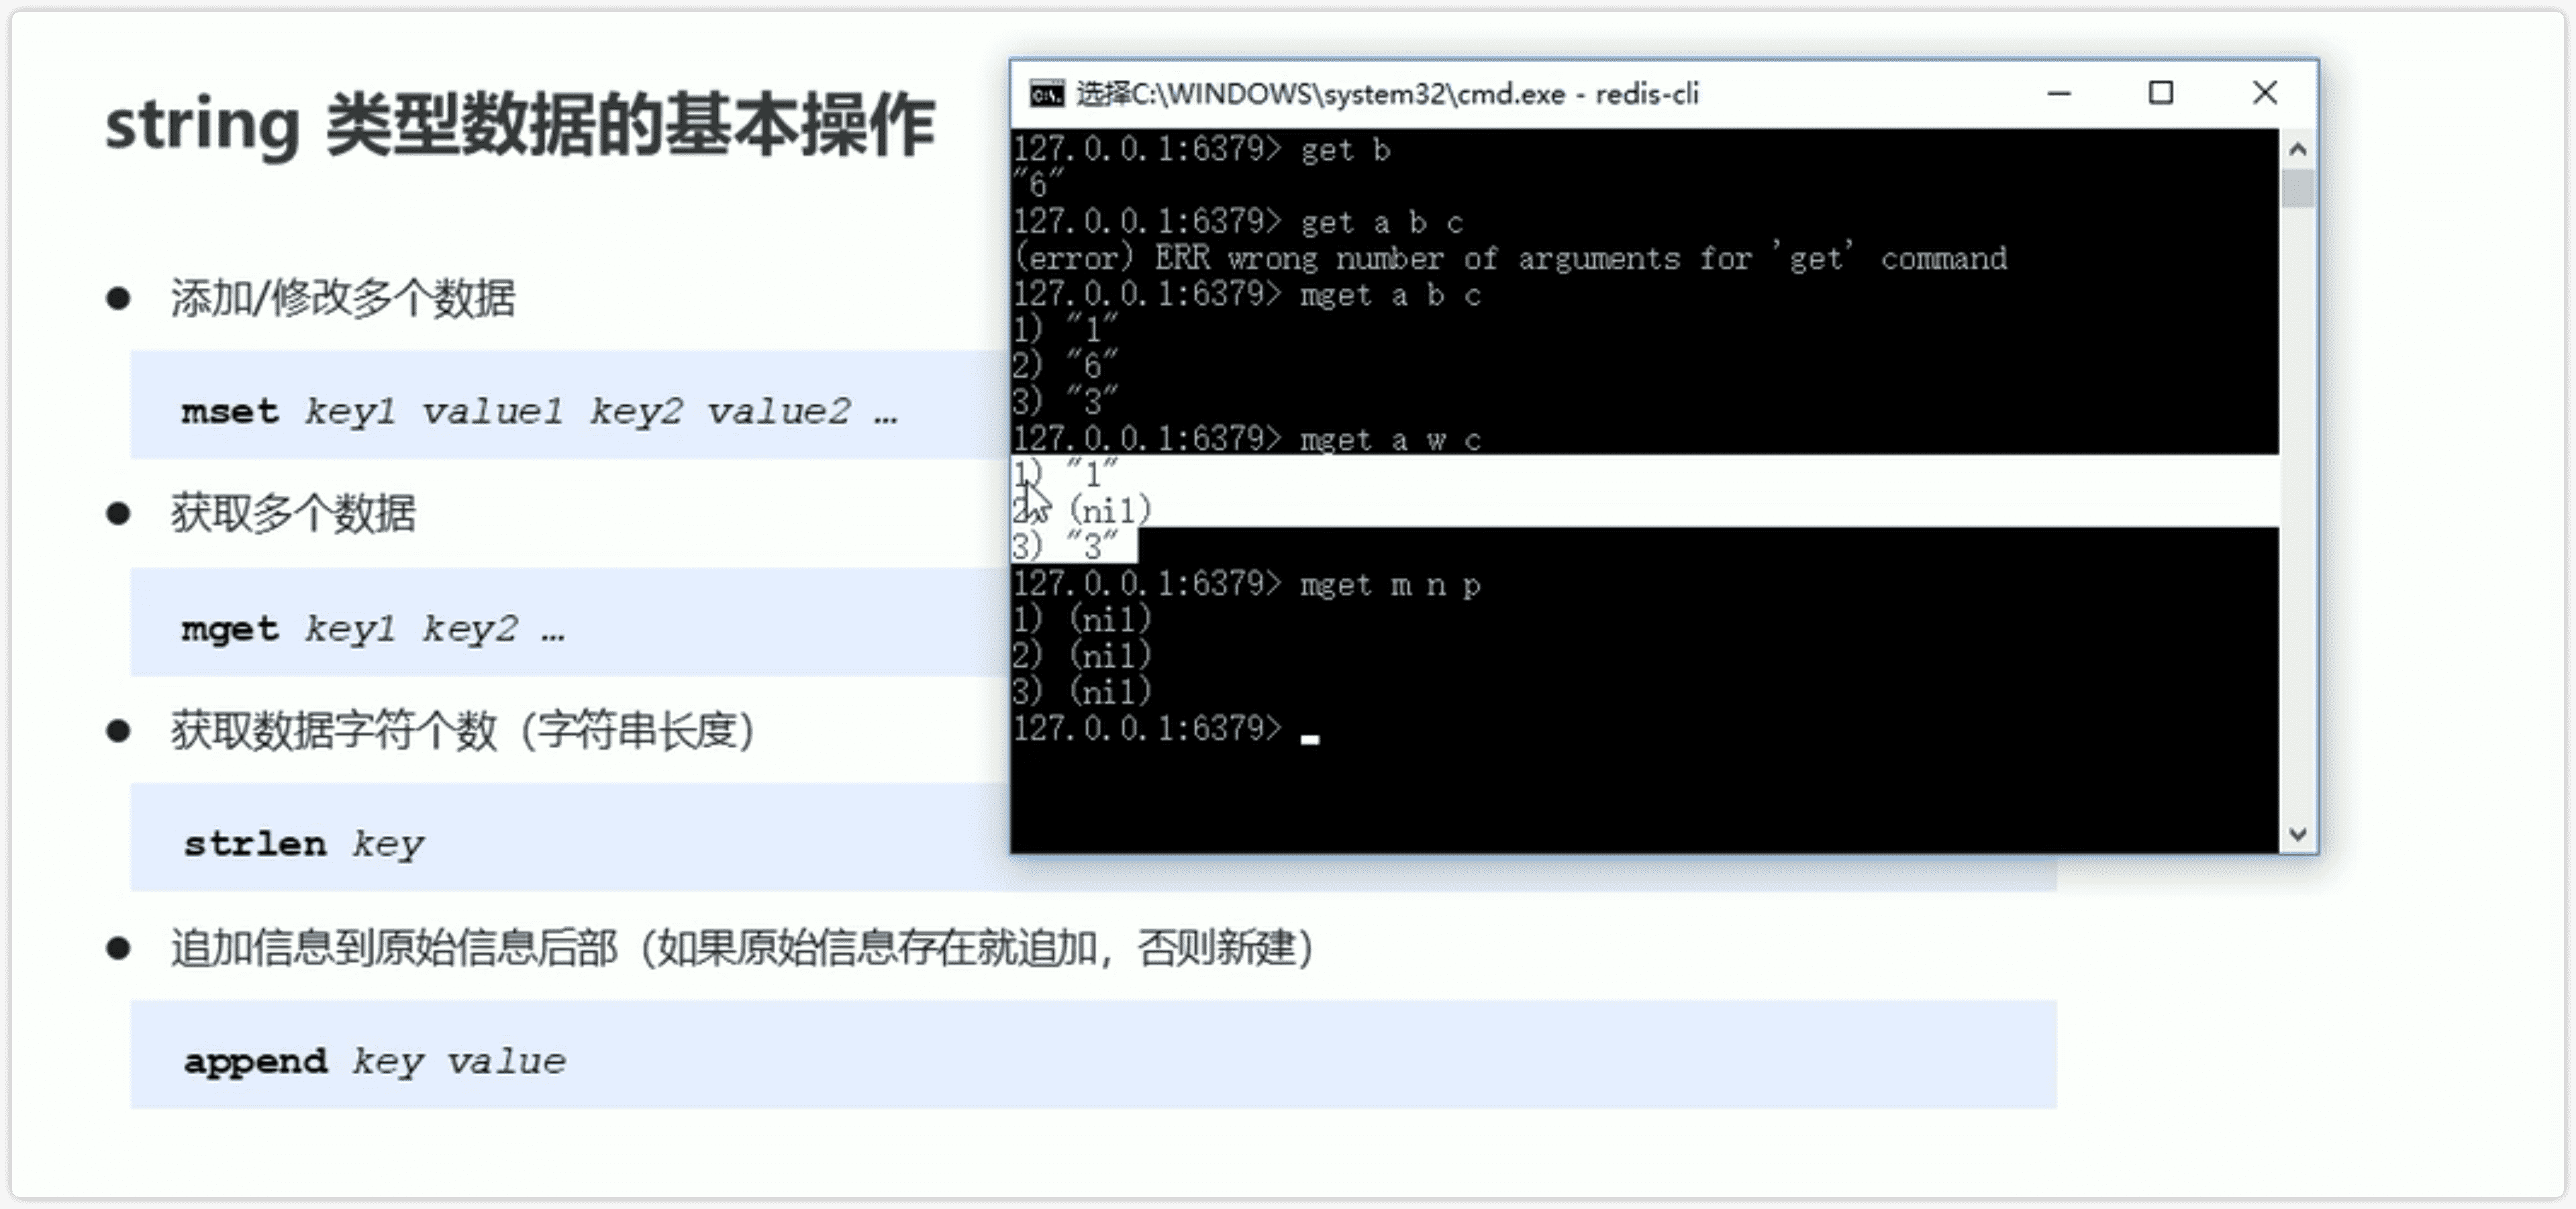 string 类型数据的基本操作
● 添加/修改多个数据
mset key1 value1 key2 value2 …
● 获取多个数据
mget key1 key2 …
● 获取数据字符个数（字符串长度）
strlen key
● 追加信息到原始信息后部（如果原始信息存在就追加，否则新建）
append key value
选择C:\WINDOWS\system32\cmd.exe - redis-cli
127.0.0.1:6379> get b
"6"
127.0.0.1:6379> get a b c
(error) ERR wrong number of arguments for 'get' command
127.0.0.1:6379> mget a b c
1) "1"
2) "6"
3) "3"
127.0.0.1:6379> mget a w c
1) "1"
2) (nil)
3) "3"
127.0.0.1:6379> mget m n p
1) (nil)
2) (nil)
3) (nil)
127.0.0.1:6379>